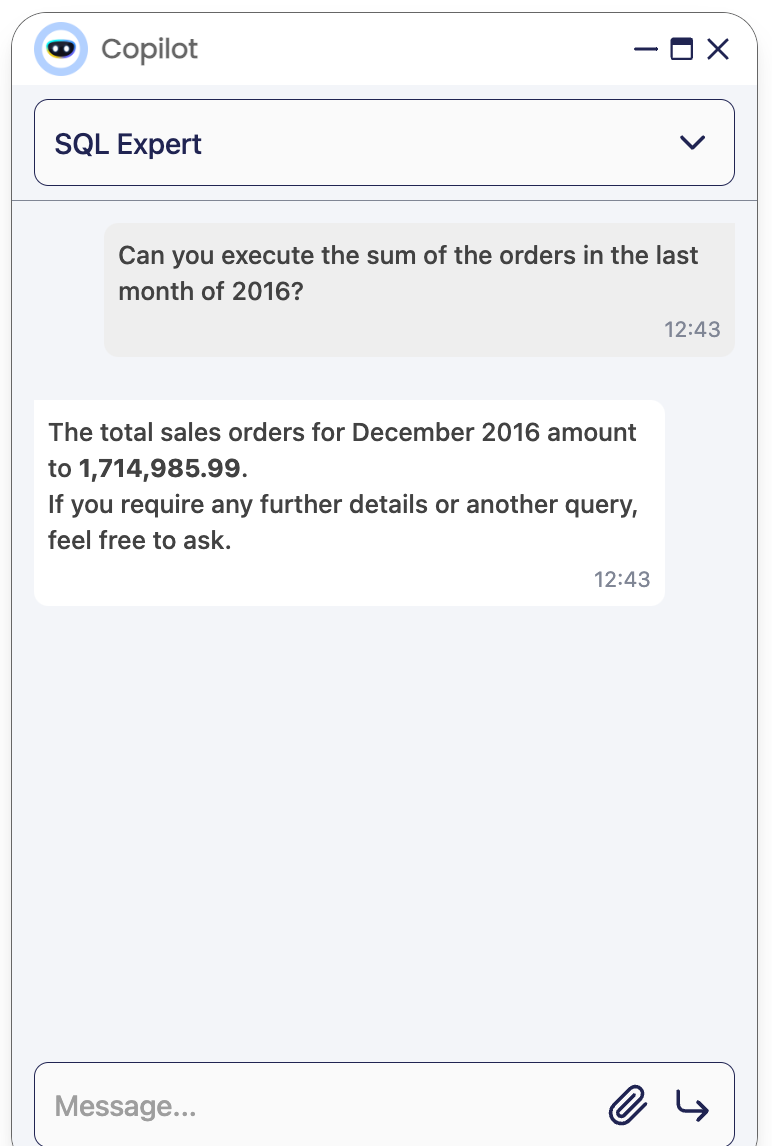 Copilot
SQL Expert
Can you execute the sum of the orders in the last
month of 2016?
12:43
The total sales orders for December 2016 amount
to 1,714,985.99.
If you require any further details or another query,
feel free to ask.
12:43
Message...